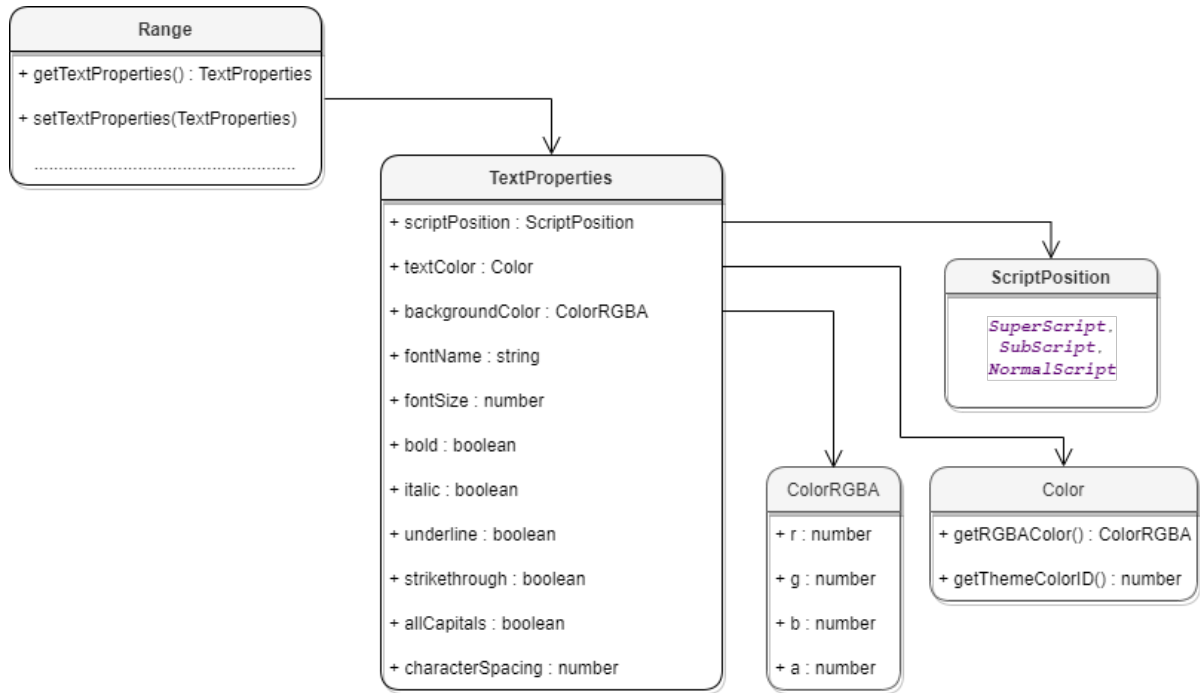 Range
+ getTextProperties() : TextProperties
+ setTextProperties(TextProperties)
TextProperties
+ scriptPosition : ScriptPosition
+ textColor : Color
+ backgroundColor : ColorRGBA
+ fontName : string
+ fontSize : number
+ bold : boolean
+ italic : boolean
+ underline : boolean
+ strikethrough : boolean
+ allCapitals : boolean
+ characterSpacing : number
ScriptPosition
SuperScript,
SubScript,
NormalScript
ColorRGBA
+ r : number
+ g : number
+ b : number
+ a : number
Color
+ getRGBAColor() : ColorRGBA
+ getThemeColorID() : number